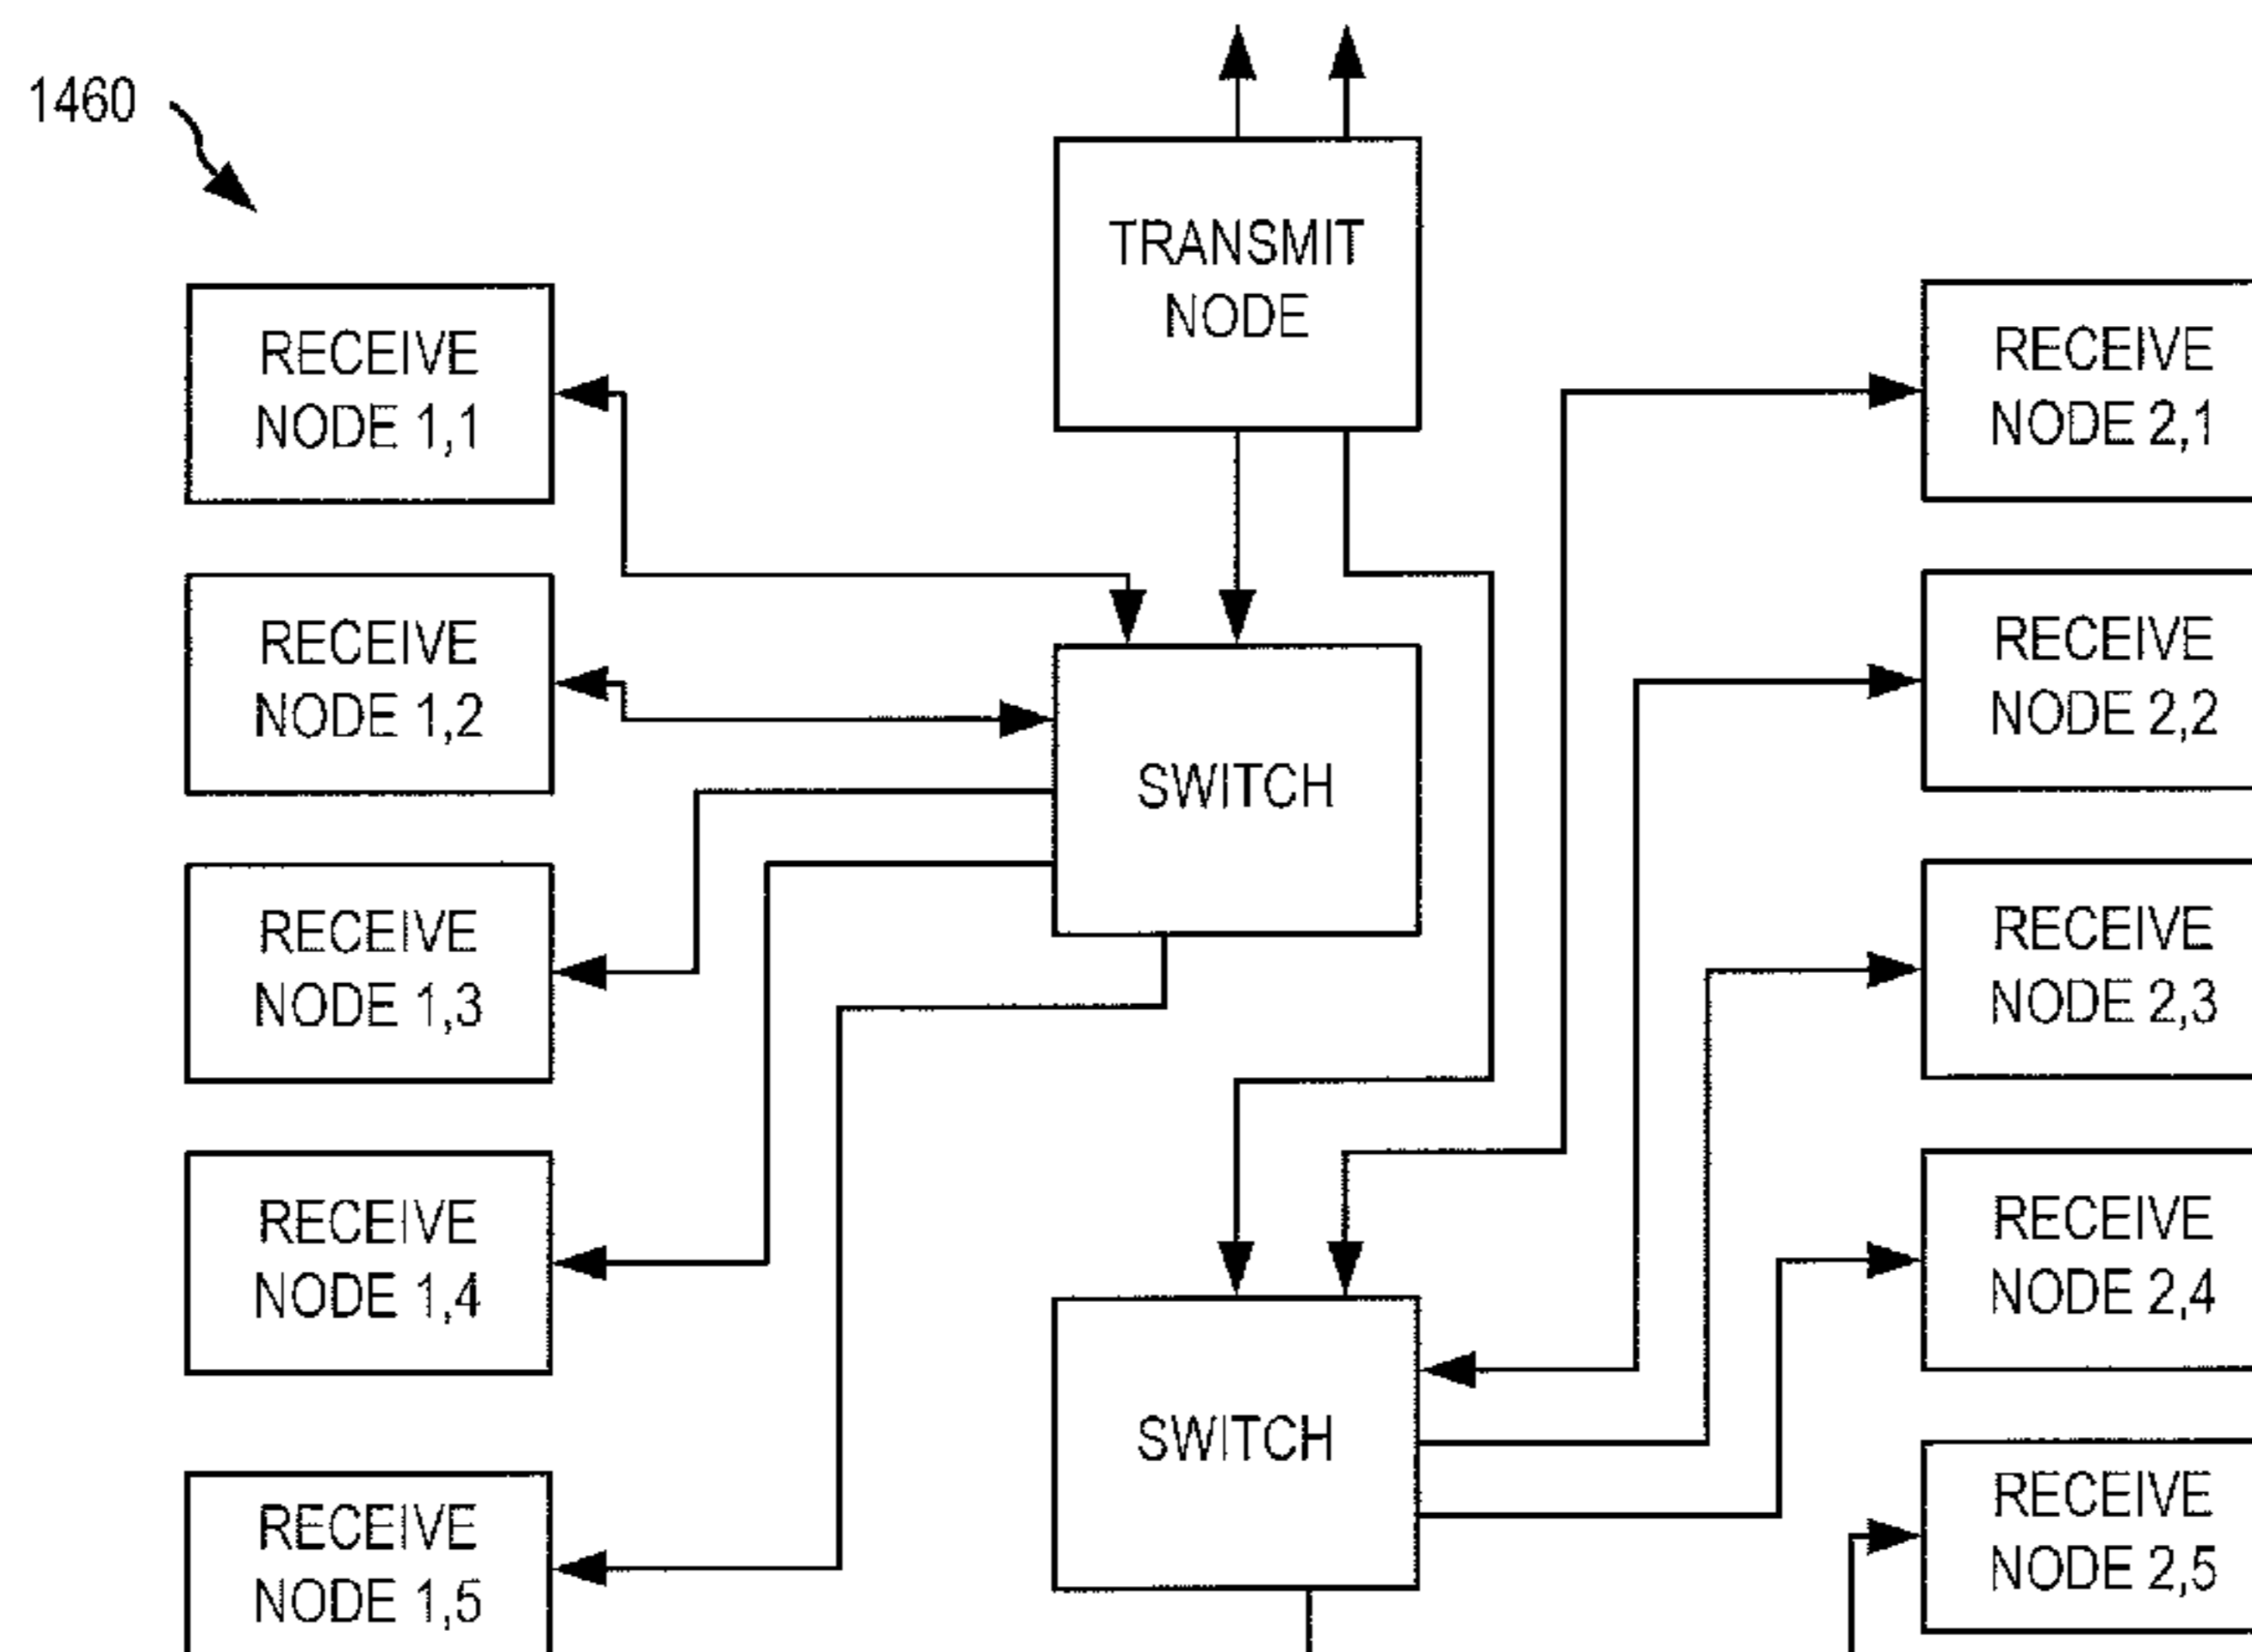 1460
TRANSMIT
NODE
RECEIVE
NODE 1,1
RECEIVE
NODE 2,1
RECEIVE
NODE 1,2
RECEIVE
NODE 2,2
SWITCH
RECEIVE
NODE 1,3
RECEIVE
NODE 2,3
RECEIVE
NODE 1,4
RECEIVE
NODE 2,4
SWITCH
RECEIVE
NODE 1,5
RECEIVE
NODE 2,5